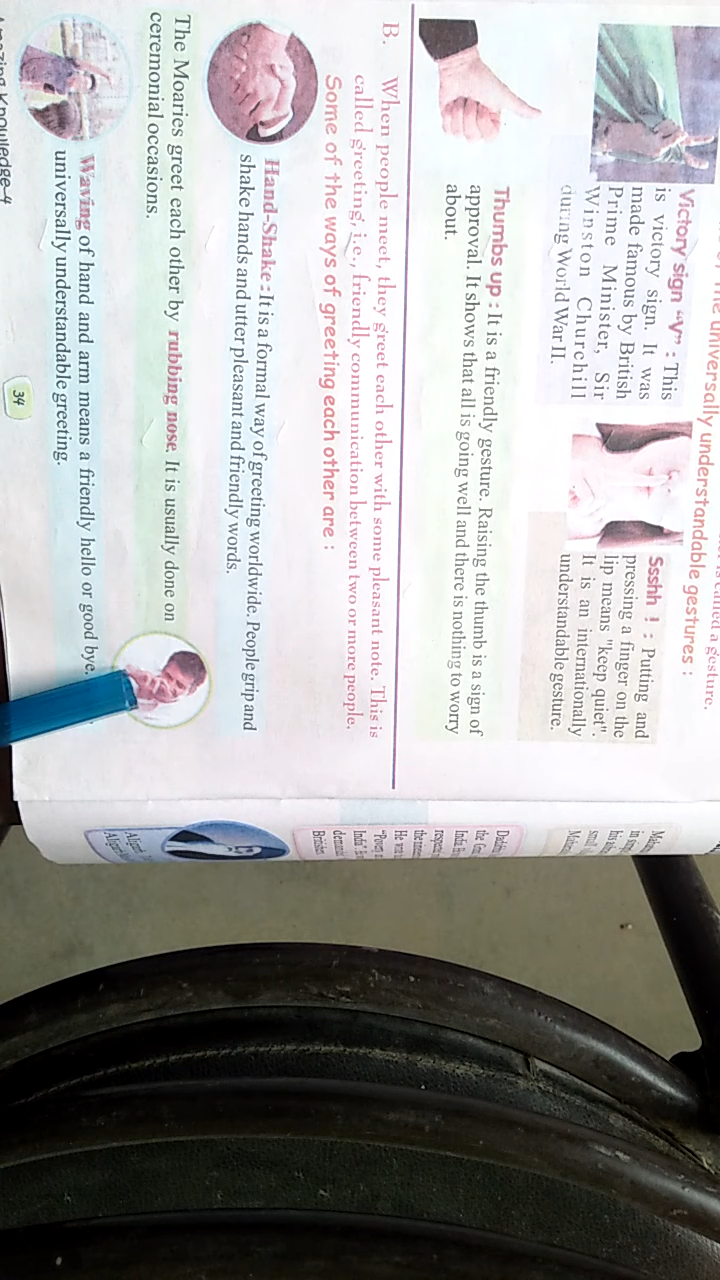 universally understandable gestures :
called a gesture.
Victory sign “V” : This
is victory sign. It was
made famous by British
Prime Minister, Sir
Winston Churchill
during World War II.
Ssshh ! : Putting and
pressing a finger on the
lip means "keep quiet".
It is an internationally
understandable gesture.
Thumbs up : It is a friendly gesture. Raising the thumb is a sign of
approval. It shows that all is going well and there is nothing to worry
about.
B. When people meet, they greet each other with some pleasant note. This is
called greeting, i.e., friendly communication between two or more people.
Some of the ways of greeting each other are :
Hand-Shake : It is a formal way of greeting worldwide. People grip and
shake hands and utter pleasant and friendly words.
The Moaries greet each other by rubbing nose. It is usually done on
ceremonial occasions.
Waving of hand and arm means a friendly hello or good bye.
universally understandable greeting.
34
Knowledge-4